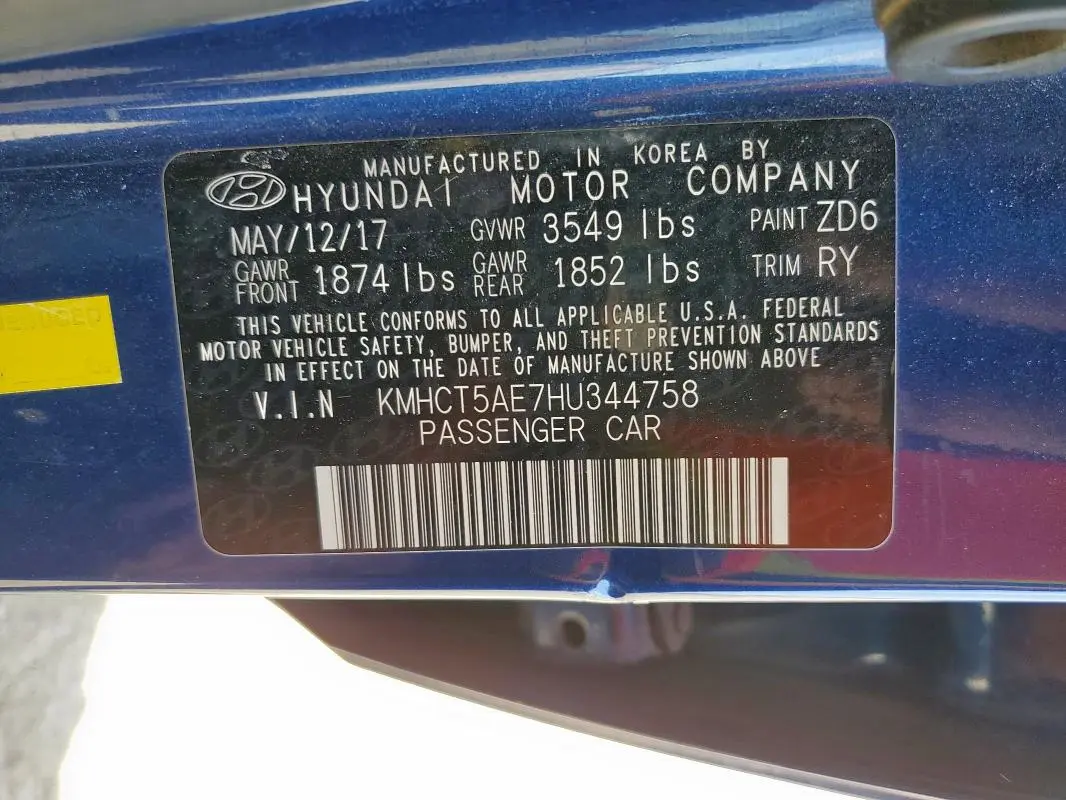 MANUFACTURED IN KOREA BY
HYUNDAI MOTOR COMPANY
MAY/12/17 GVWR 3549 lbs PAINT ZD6
GAWR FRONT 1874 lbs GAWR REAR 1852 lbs TRIM RY
THIS VEHICLE CONFORMS TO ALL APPLICABLE U.S.A. FEDERAL
MOTOR VEHICLE SAFETY, BUMPER, AND THEFT PREVENTION STANDARDS
IN EFFECT ON THE DATE OF MANUFACTURE SHOWN ABOVE
V.I.N KMHCT5AE7HU344758
PASSENGER CAR